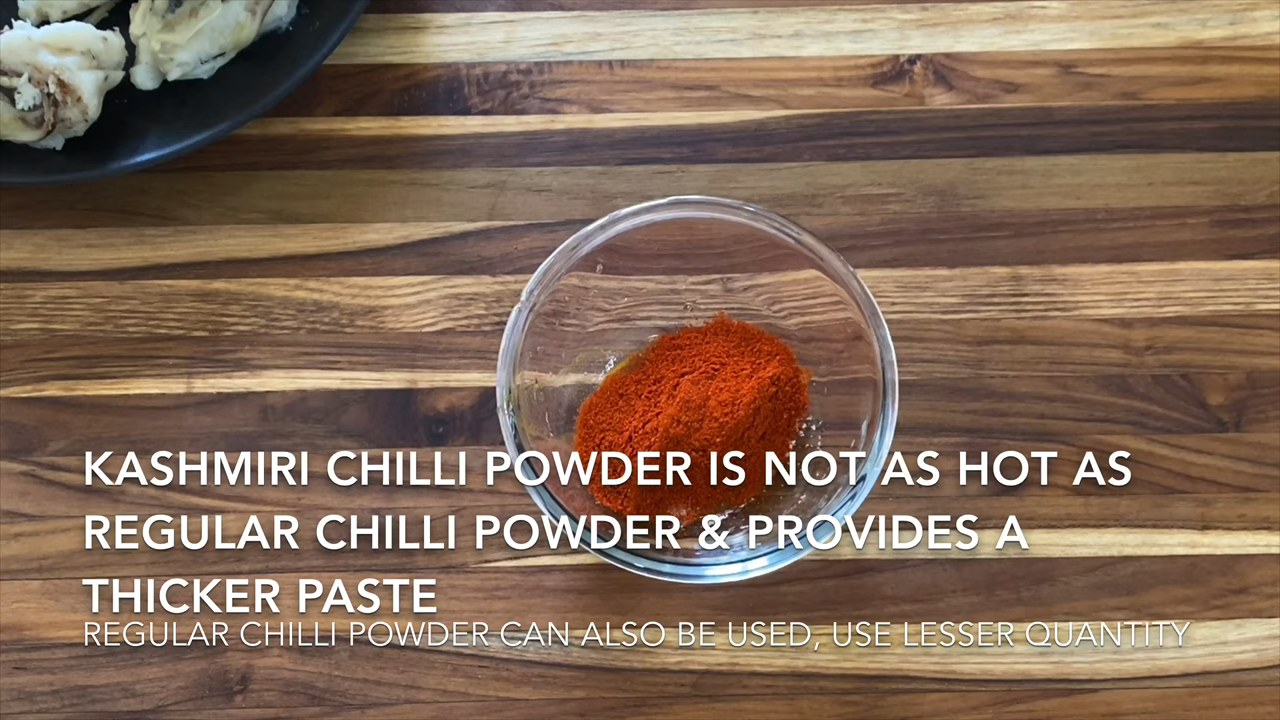 KASHMIRI CHILLI POWDER IS NOT AS HOT AS
REGULAR CHILLI POWDER & PROVIDES A
THICKER PASTE
REGULAR CHILLI POWDER CAN ALSO BE USED, USE LESSER QUANTITY